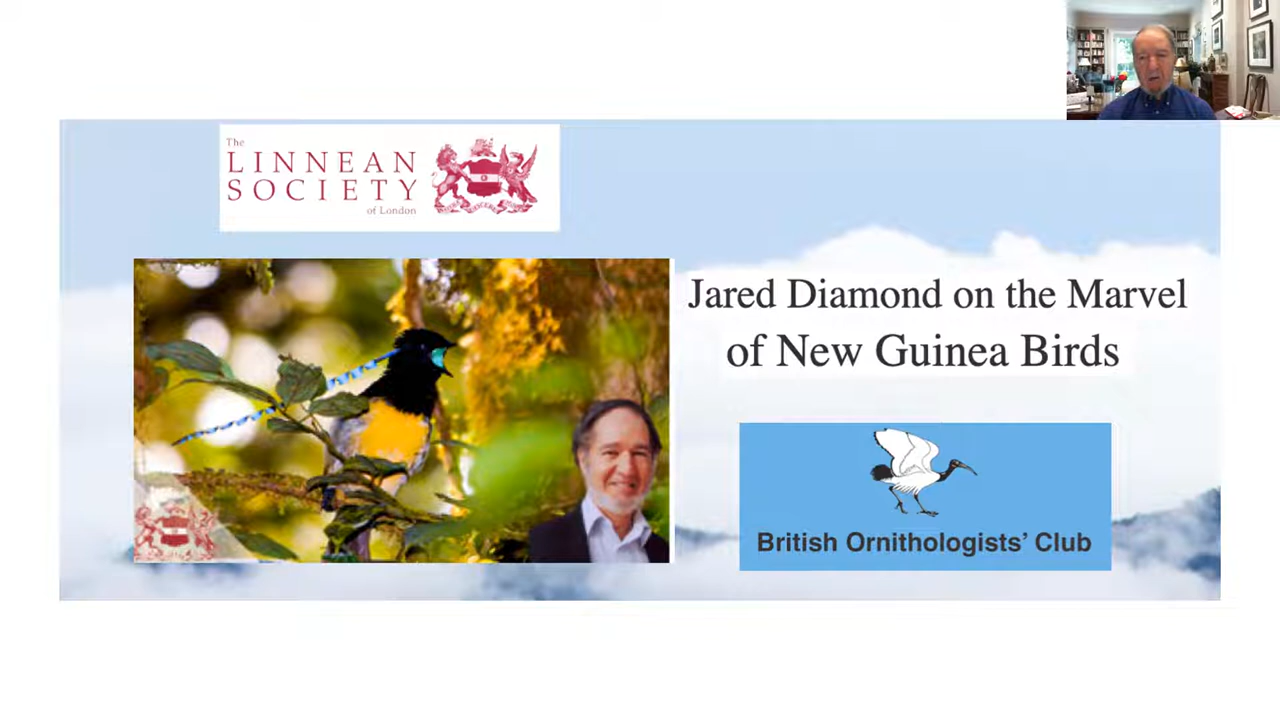 The
LINNEAN
SOCIETY
of London
Jared Diamond on the Marvel
of New Guinea Birds
British Ornithologists’ Club